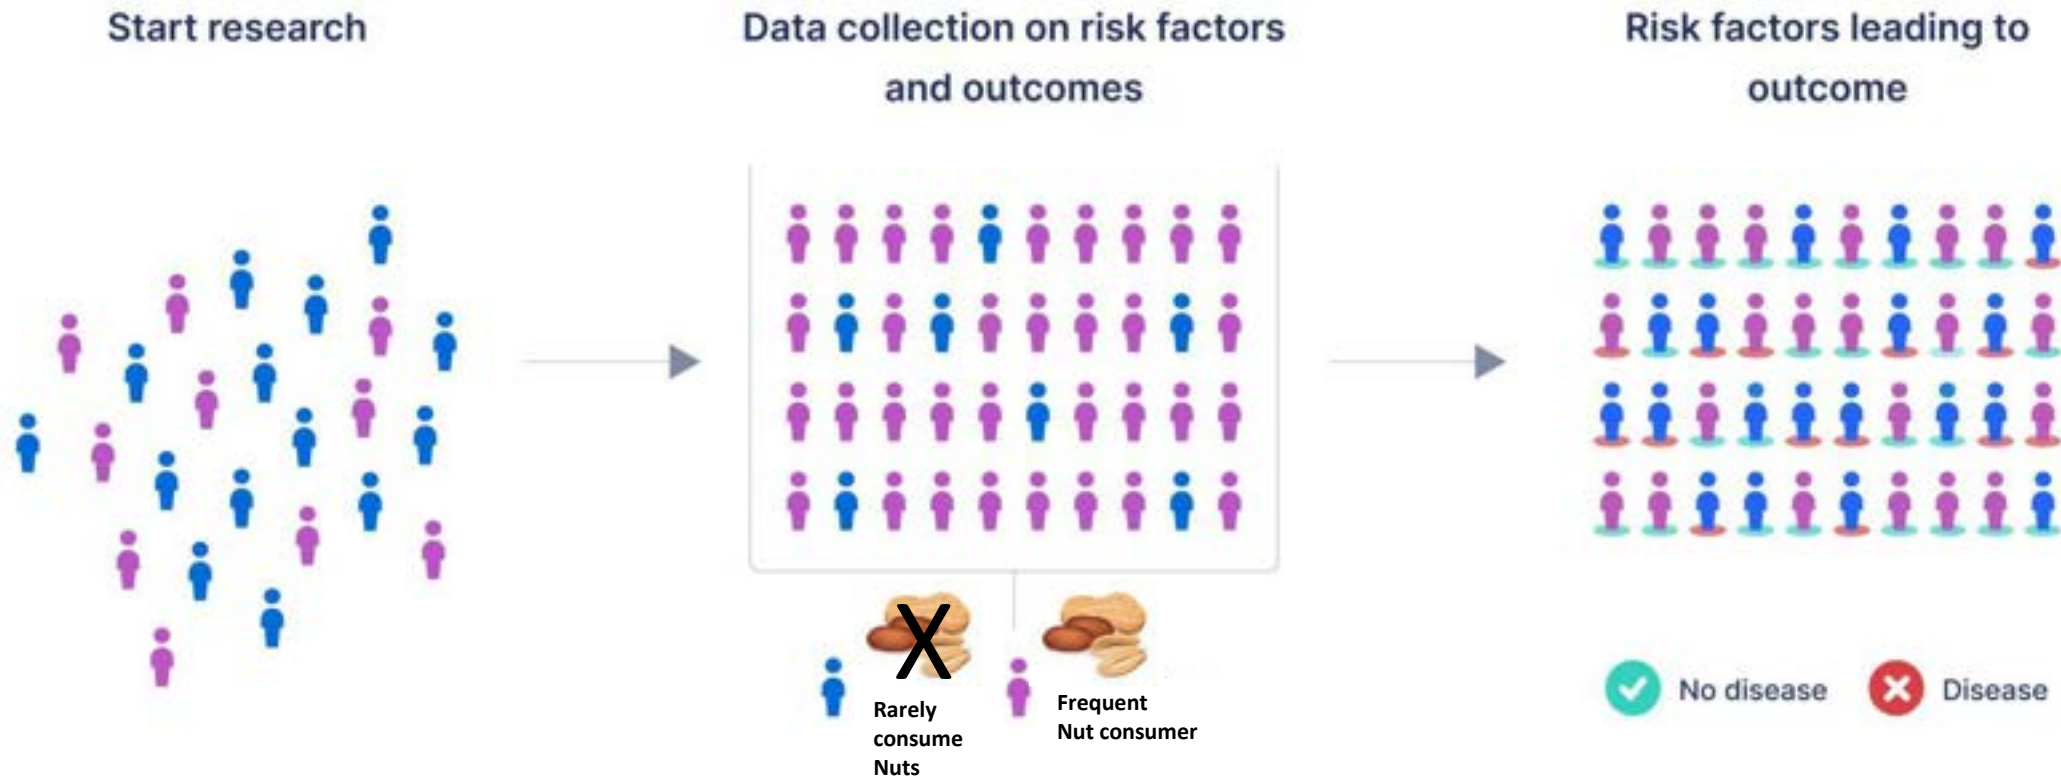 Start research
Data collection on risk factors
and outcomes
Risk factors leading to
outcome
X
Rarely
consume
Nuts
Frequent
Nut consumer
No disease
Disease